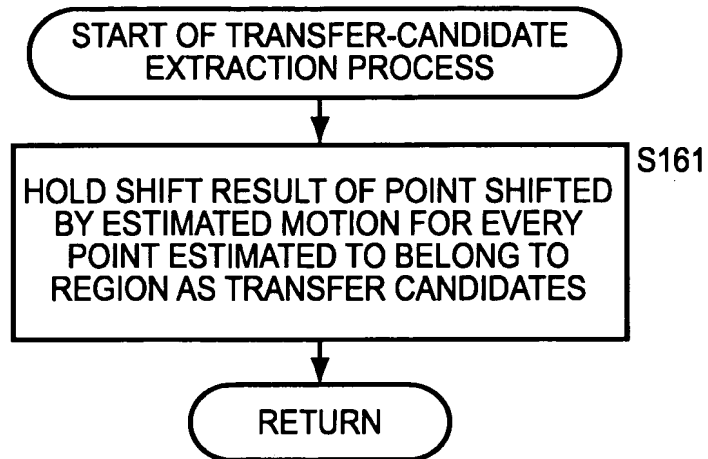 START OF TRANSFER-CANDIDATE
EXTRACTION PROCESS
S161
HOLD SHIFT RESULT OF POINT SHIFTED
BY ESTIMATED MOTION FOR EVERY
POINT ESTIMATED TO BELONG TO
REGION AS TRANSFER CANDIDATES
RETURN